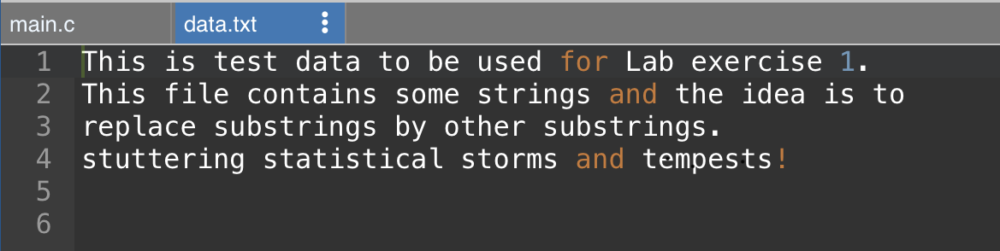 main.c data.txt
1 This is test data to be used for Lab exercise 1.
2 This file contains some strings and the idea is to
3 replace substrings by other substrings.
4 stuttering statistical storms and tempests!
5
6